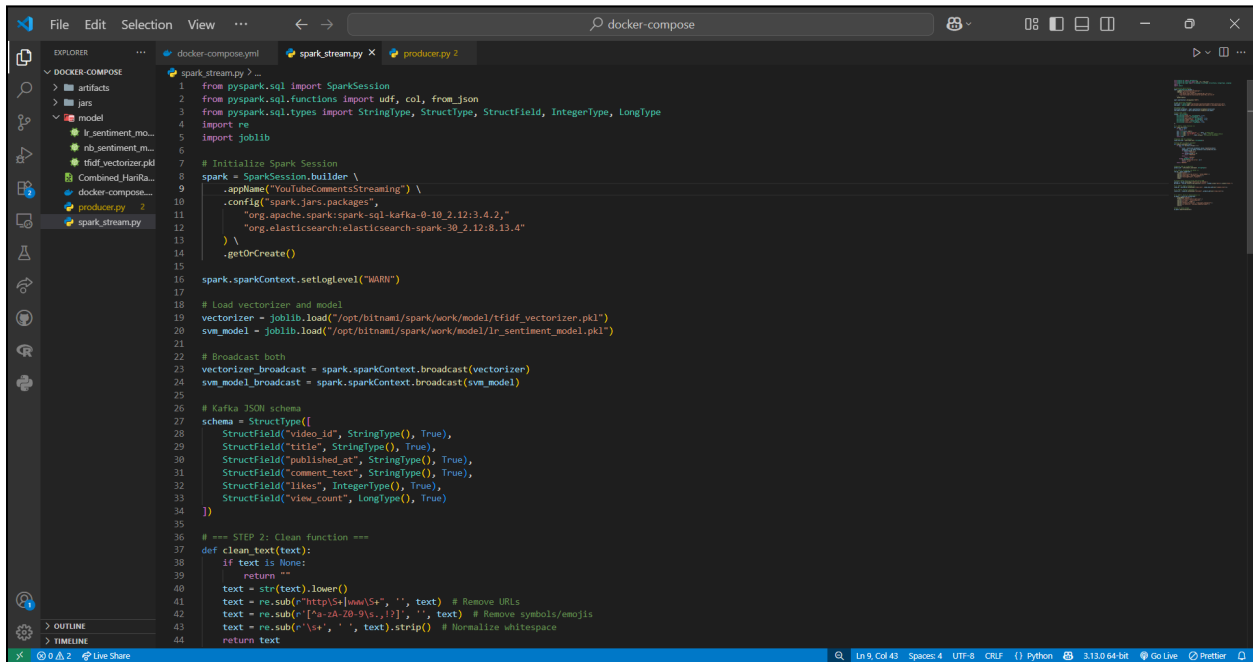 File Edit Selection View ··· docker-compose
EXPLORER ···
DOCKER-COMPOSE
artifacts
jars
model
lr_sentiment_mo...
nb_sentiment_m...
tfidf_vectorizer.pkl
Combined_HariRa...
docker-compose....
producer.py 2
spark_stream.py
OUTLINE
TIMELINE
docker-compose.yml spark_stream.py producer.py 2
spark_stream.py > ...
1 from pyspark.sql import SparkSession
2 from pyspark.sql.functions import udf, col, from_json
3 from pyspark.sql.types import StringType, StructType, StructField, IntegerType, LongType
4 import re
5 import joblib
6
7 # Initialize Spark Session
8 spark = SparkSession.builder \
9     .appName("YouTubeCommentsStreaming") \
10     .config("spark.jars.packages",
11         "org.apache.spark:spark-sql-kafka-0-10_2.12:3.4.2,"
12         "org.elasticsearch:elasticsearch-spark-30_2.12:8.13.4"
13     ) \
14     .getOrCreate()
15
16 spark.sparkContext.setLogLevel("WARN")
17
18 # Load vectorizer and model
19 vectorizer = joblib.load("/opt/bitnami/spark/work/model/tfidf_vectorizer.pkl")
20 svm_model = joblib.load("/opt/bitnami/spark/work/model/lr_sentiment_model.pkl")
21
22 # Broadcast both
23 vectorizer_broadcast = spark.sparkContext.broadcast(vectorizer)
24 svm_model_broadcast = spark.sparkContext.broadcast(svm_model)
25
26 # Kafka JSON schema
27 schema = StructType([
28     StructField("video_id", StringType(), True),
29     StructField("title", StringType(), True),
30     StructField("published_at", StringType(), True),
31     StructField("comment_text", StringType(), True),
32     StructField("likes", IntegerType(), True),
33     StructField("view_count", LongType(), True)
34 ])
35
36 # === STEP 2: Clean function ===
37 def clean_text(text):
38     if text is None:
39         return ""
40     text = str(text).lower()
41     text = re.sub(r"http\S+|www\S+", '', text)  # Remove URLs
42     text = re.sub(r'[^a-zA-Z0-9\s.,!?]', '', text)  # Remove symbols/emojis
43     text = re.sub(r'\s+', ' ', text).strip()  # Normalize whitespace
44     return text
0 2 Live Share Ln 9, Col 43 Spaces: 4 UTF-8 CRLF {} Python 3.13.0 64-bit Go Live Prettier